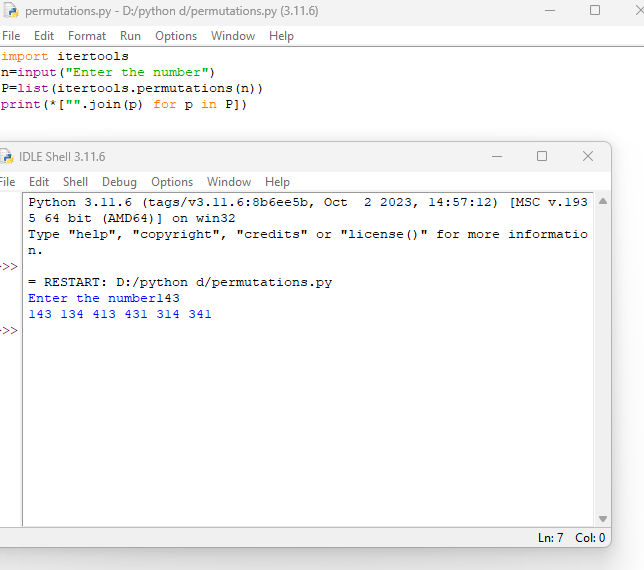 permutations.py - D:/python d/permutations.py (3.11.6)
File Edit Format Run Options Window Help
import itertools
n=input("Enter the number")
P=list(itertools.permutations(n))
print(*["".join(p) for p in P])
IDLE Shell 3.11.6
File Edit Shell Debug Options Window Help
Python 3.11.6 (tags/v3.11.6:8b6ee5b, Oct  2 2023, 14:57:12) [MSC v.193
5 64 bit (AMD64)] on win32
Type "help", "copyright", "credits" or "license()" for more informatio
n.
>>>
= RESTART: D:/python d/permutations.py
Enter the number143
143 134 413 431 314 341
>>>
Ln: 7 Col: 0